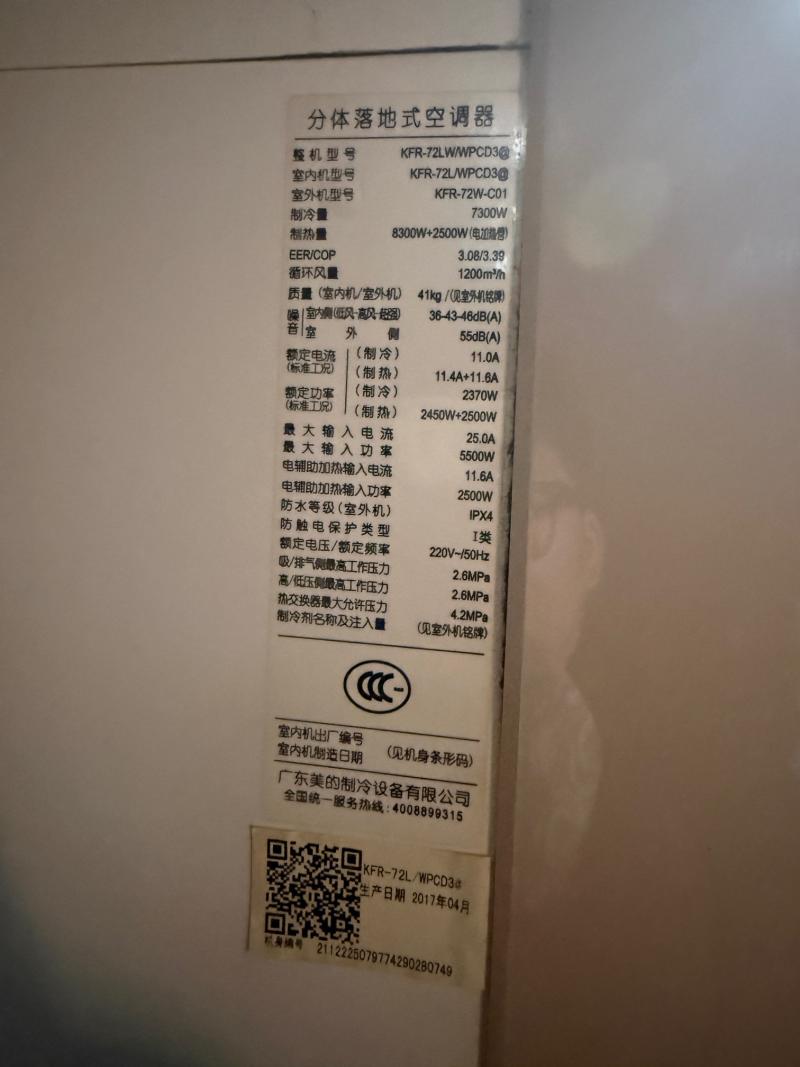 分体落地式空调器
整机型号 KFR-72LW/WPCD3@
室内机型号 KFR-72L/WPCD3@
室外机型号 KFR-72W-C01
制冷量 7300W
制热量 8300W+2500W(电加热管)
EER/COP 3.08/3.39
循环风量 1200m³/h
质量(室内机/室外机) 41kg/(见室外机铭牌)
噪音 室内侧(低风-高风-超强) 36-43-46dB(A)
室外侧 55dB(A)
额定电流(标准工况) (制冷) 11.0A
(制热) 11.4A+11.6A
额定功率(标准工况) (制冷) 2370W
(制热) 2450W+2500W
最大输入电流 25.0A
最大输入功率 5500W
电辅助加热输入电流 11.6A
电辅助加热输入功率 2500W
防水等级(室外机) IPX4
防触电保护类型 I类
额定电压/额定频率 220V~/50Hz
吸/排气侧最高工作压力 2.6MPa
高/低压侧最高工作压力 2.6MPa
热交换器最大允许压力 4.2MPa
制冷剂名称及注入量 (见室外机铭牌)
CCC
室内机出厂编号
室内机制造日期 (见机身条形码)
广东美的制冷设备有限公司
全国统一服务热线:4008899315
KFR-72L/WPCD3@
生产日期 2017年04月
机身编号 2112225079774290280749